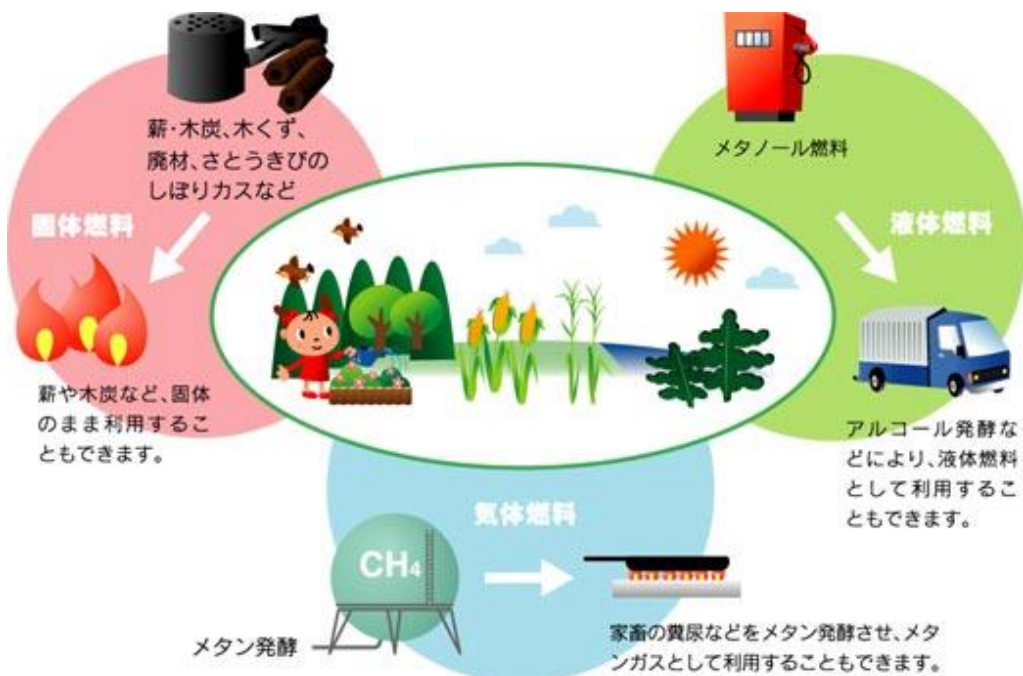 薪・木炭、木くず、
廃材、さとうきびの
しぼりカスなど
固体燃料
薪や木炭など、固体
のまま利用するこ
ともできます。
メタノール燃料
液体燃料
アルコール発酵な
どにより、液体燃料
として利用するこ
ともできます。
気体燃料
CH₄
メタン発酵
家畜の糞尿などをメタン発酵させ、メタ
ンガスとして利用することもできます。